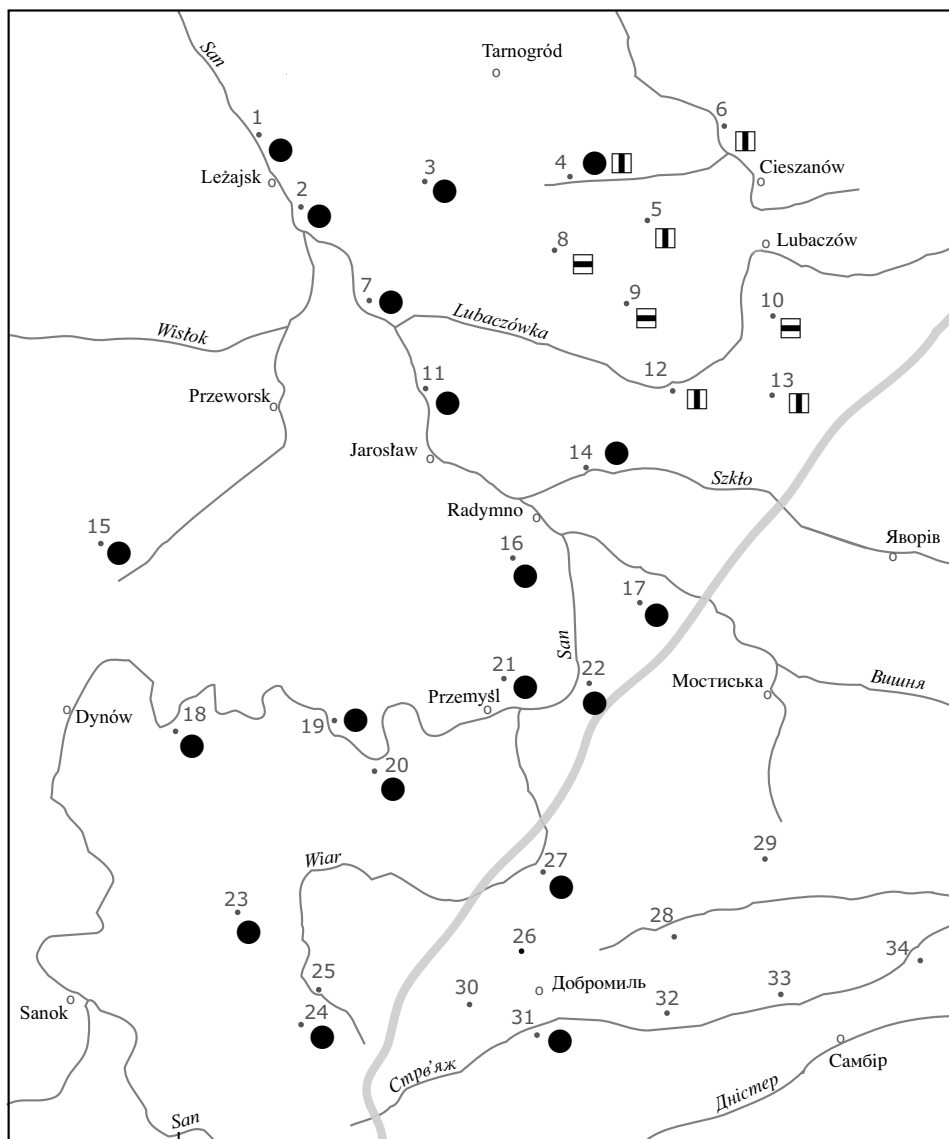 San
Tarnogród
1
6
3
4
Cieszanów
Leżajsk
2
5
Lubaczów
8
7
9
10
Lubaczówka
Wisłok
12
13
11
Przeworsk
Jarosław
14
Szkło
Radymno
15
16
Яворів
17
San
21
22
Мостиська
Вишня
Przemyśl
Dynów
18
19
20
Wiar
27
29
23
28
26
34
25
30
33
Добромиль
Sanok
24
31
32
Стрв'яж
Самбір
Дністер
San